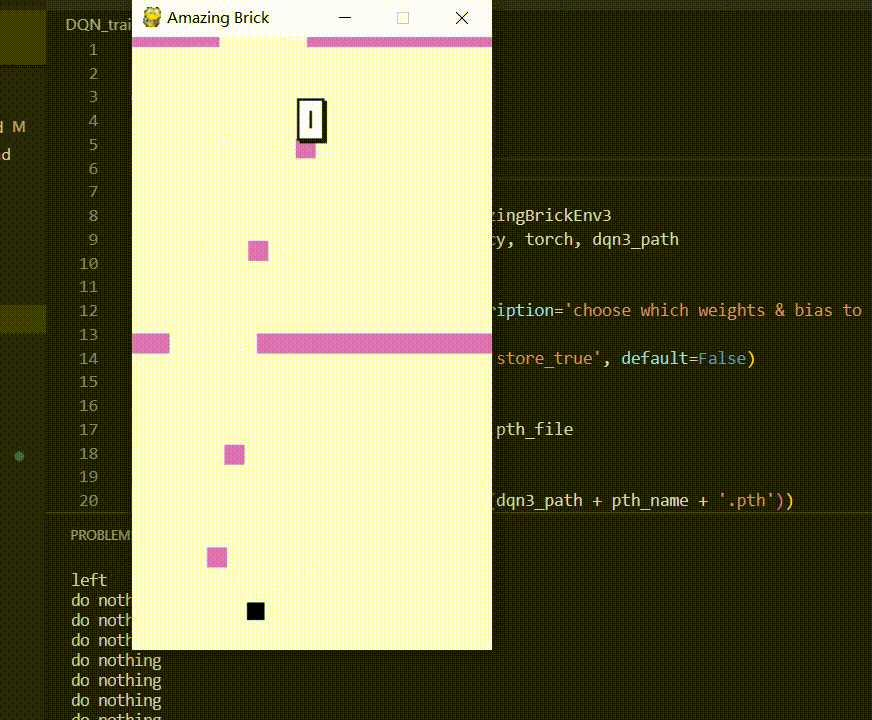 DQN_trai
Amazing Brick
1
2
3
4
5
6
7
8
9
10
11
12
13
14
15
16
17
18
19
20
M
d
zingBrickEnv3
cy, torch, dqn3_path
ription='choose which weights & bias to
store_true', default=False)
pth_file
(dqn3_path + pth_name + '.pth'))
PROBLEM
left
do noth
do noth
do noth
do nothing
do nothing
do nothing
do nothing